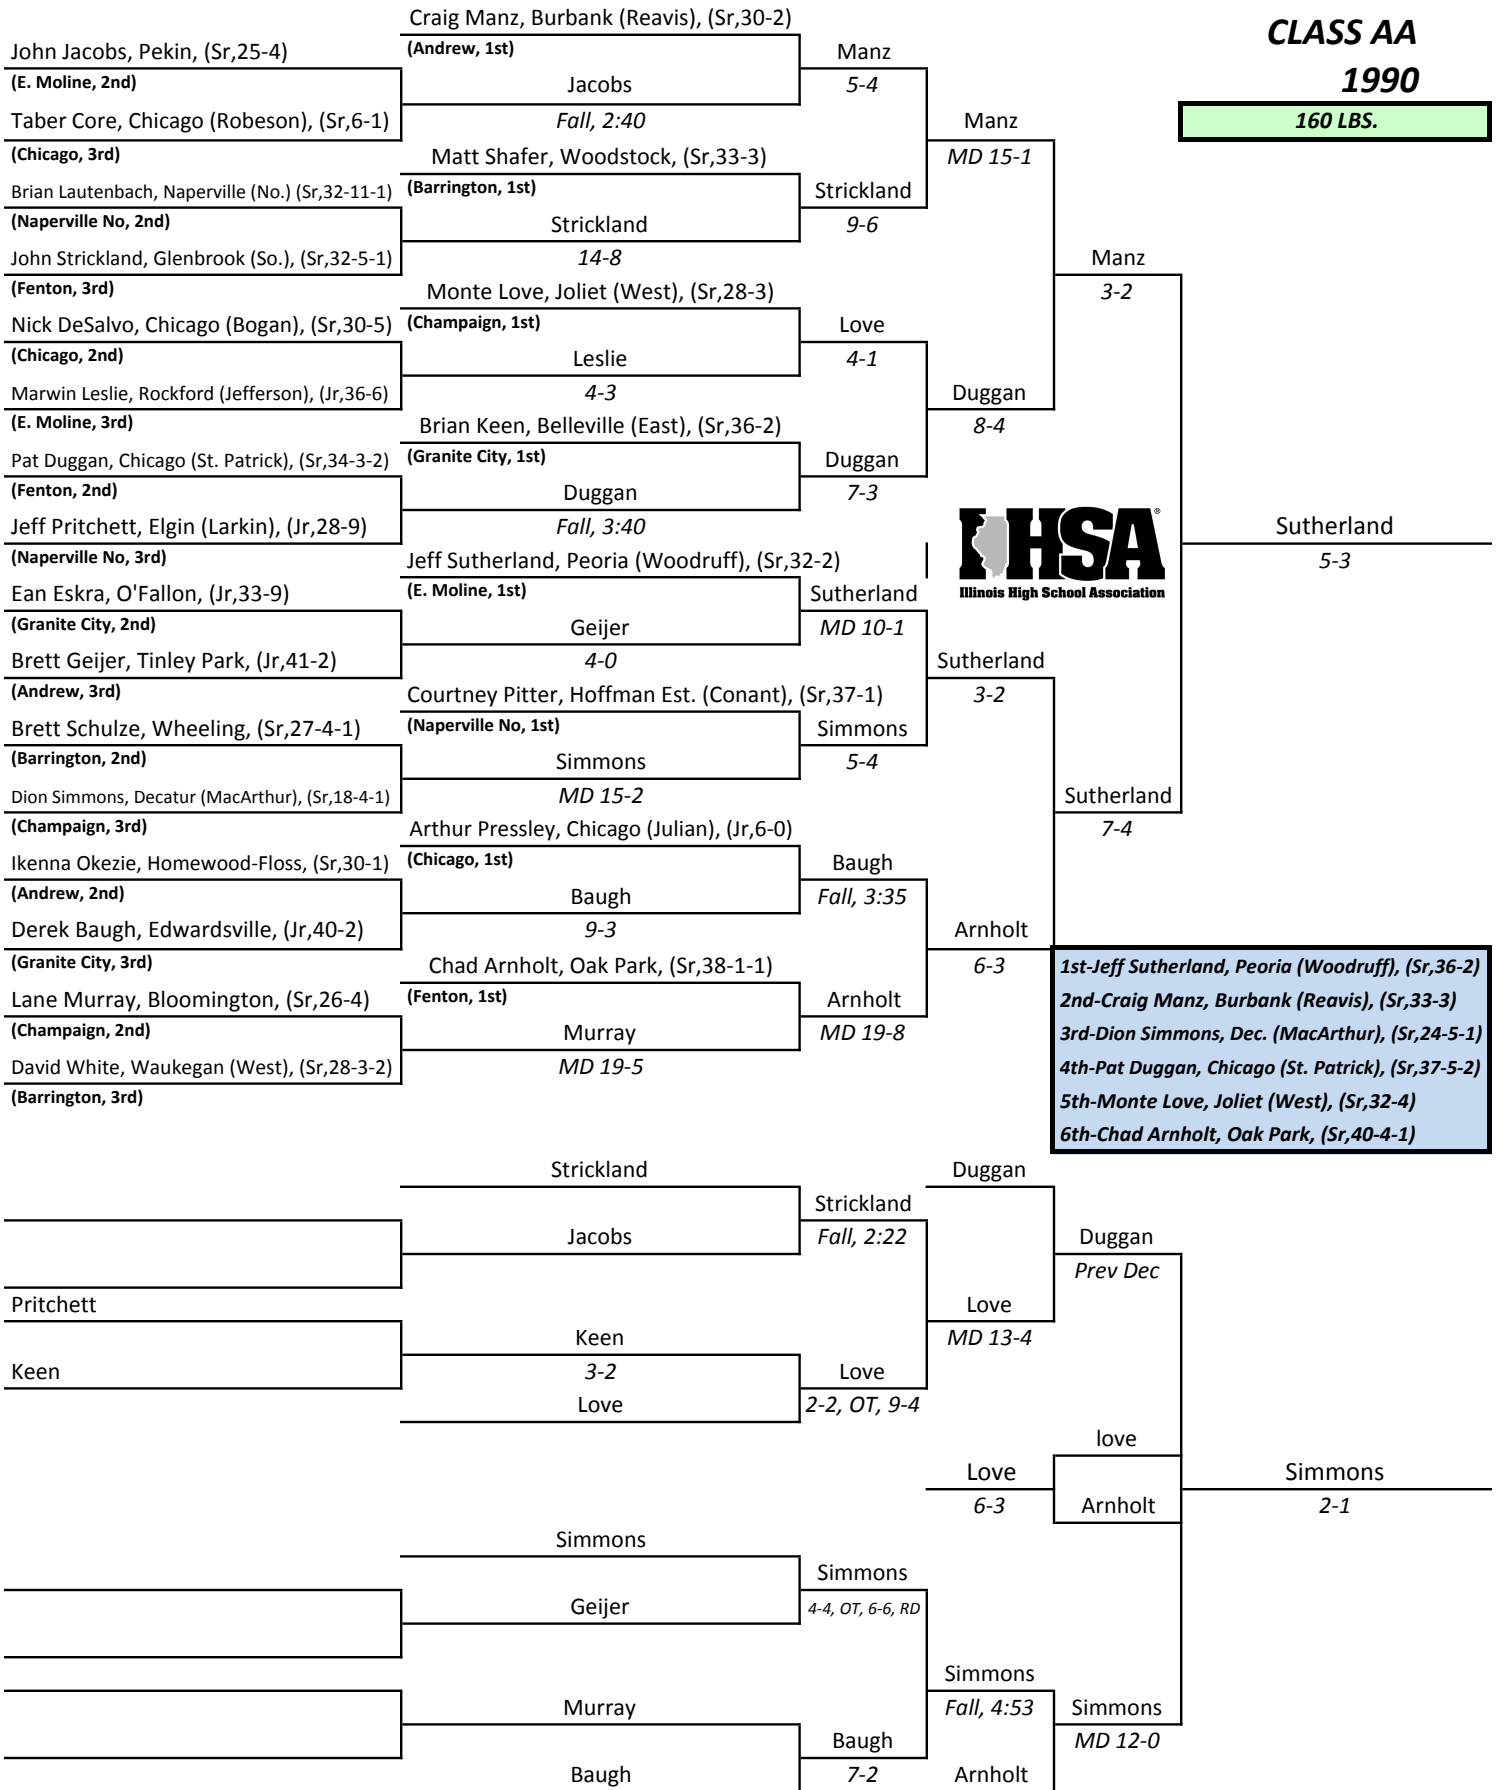 Craig Manz, Burbank (Reavis), (Sr,30-2)
CLASS AA
John Jacobs, Pekin, (Sr,25-4)
(Andrew, 1st)
Manz
(E. Moline, 2nd)
Jacobs
5-4
1990
Taber Core, Chicago (Robeson), (Sr,6-1)
Fall, 2:40
Manz
160 LBS.
(Chicago, 3rd)
Matt Shafer, Woodstock, (Sr,33-3)
MD 15-1
Brian Lautenbach, Naperville (No.) (Sr,32-11-1)
(Barrington, 1st)
Strickland
(Naperville No, 2nd)
Strickland
9-6
John Strickland, Glenbrook (So.), (Sr,32-5-1)
14-8
Manz
(Fenton, 3rd)
Monte Love, Joliet (West), (Sr,28-3)
3-2
Nick DeSalvo, Chicago (Bogan), (Sr,30-5)
(Champaign, 1st)
Love
(Chicago, 2nd)
Leslie
4-1
Marwin Leslie, Rockford (Jefferson), (Jr,36-6)
4-3
Duggan
(E. Moline, 3rd)
Brian Keen, Belleville (East), (Sr,36-2)
8-4
Pat Duggan, Chicago (St. Patrick), (Sr,34-3-2)
(Granite City, 1st)
Duggan
(Fenton, 2nd)
Duggan
7-3
Jeff Pritchett, Elgin (Larkin), (Jr,28-9)
Fall, 3:40
IHSA®
Illinois High School Association
Sutherland
(Naperville No, 3rd)
Jeff Sutherland, Peoria (Woodruff), (Sr,32-2)
5-3
Ean Eskra, O'Fallon, (Jr,33-9)
(E. Moline, 1st)
Sutherland
(Granite City, 2nd)
Geijer
MD 10-1
Brett Geijer, Tinley Park, (Jr,41-2)
4-0
Sutherland
(Andrew, 3rd)
Courtney Pitter, Hoffman Est. (Conant), (Sr,37-1)
3-2
Brett Schulze, Wheeling, (Sr,27-4-1)
(Naperville No, 1st)
Simmons
(Barrington, 2nd)
Simmons
5-4
Dion Simmons, Decatur (MacArthur), (Sr,18-4-1)
MD 15-2
Sutherland
(Champaign, 3rd)
Arthur Pressley, Chicago (Julian), (Jr,6-0)
7-4
Ikenna Okezie, Homewood-Floss, (Sr,30-1)
(Chicago, 1st)
Baugh
(Andrew, 2nd)
Baugh
Fall, 3:35
Derek Baugh, Edwardsville, (Jr,40-2)
9-3
Arnholt
(Granite City, 3rd)
Chad Arnholt, Oak Park, (Sr,38-1-1)
6-3
1st-Jeff Sutherland, Peoria (Woodruff), (Sr,36-2)
Lane Murray, Bloomington, (Sr,26-4)
(Fenton, 1st)
Arnholt
2nd-Craig Manz, Burbank (Reavis), (Sr,33-3)
(Champaign, 2nd)
Murray
MD 19-8
3rd-Dion Simmons, Dec. (MacArthur), (Sr,24-5-1)
David White, Waukegan (West), (Sr,28-3-2)
MD 19-5
4th-Pat Duggan, Chicago (St. Patrick), (Sr,37-5-2)
(Barrington, 3rd)
5th-Monte Love, Joliet (West), (Sr,32-4)
6th-Chad Arnholt, Oak Park, (Sr,40-4-1)
Strickland
Duggan
Strickland
Jacobs
Fall, 2:22
Duggan
Prev Dec
Pritchett
Love
Keen
MD 13-4
Keen
3-2
Love
Love
2-2, OT, 9-4
love
Love
Simmons
6-3
Arnholt
2-1
Simmons
Simmons
Geijer
4-4, OT, 6-6, RD
Simmons
Murray
Fall, 4:53
Simmons
Baugh
MD 12-0
Baugh
7-2
Arnholt